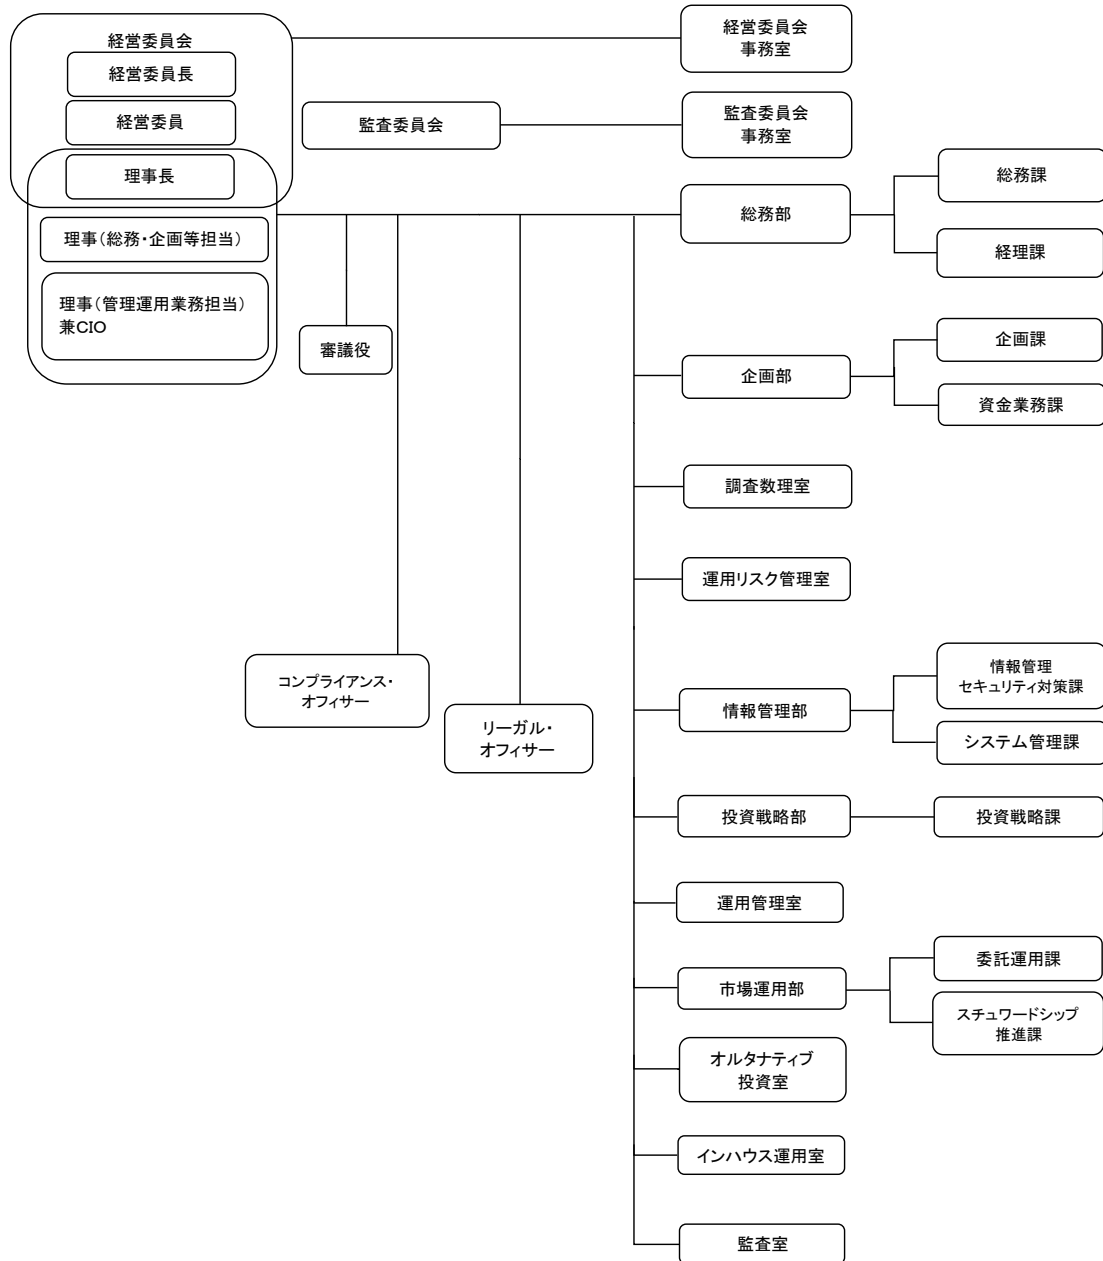 経営委員会
経営委員長
経営委員
理事長
理事(総務・企画等担当)
理事(管理運用業務担当)
兼CIO
監査委員会
審議役
コンプライアンス・
オフィサー
リーガル・
オフィサー
経営委員会
事務室
監査委員会
事務室
総務部
総務課
経理課
企画部
企画課
資金業務課
調査数理室
運用リスク管理室
情報管理部
情報管理
セキュリティ対策課
システム管理課
投資戦略部
投資戦略課
運用管理室
市場運用部
委託運用課
スチュワードシップ
推進課
オルタナティブ
投資室
インハウス運用室
監査室